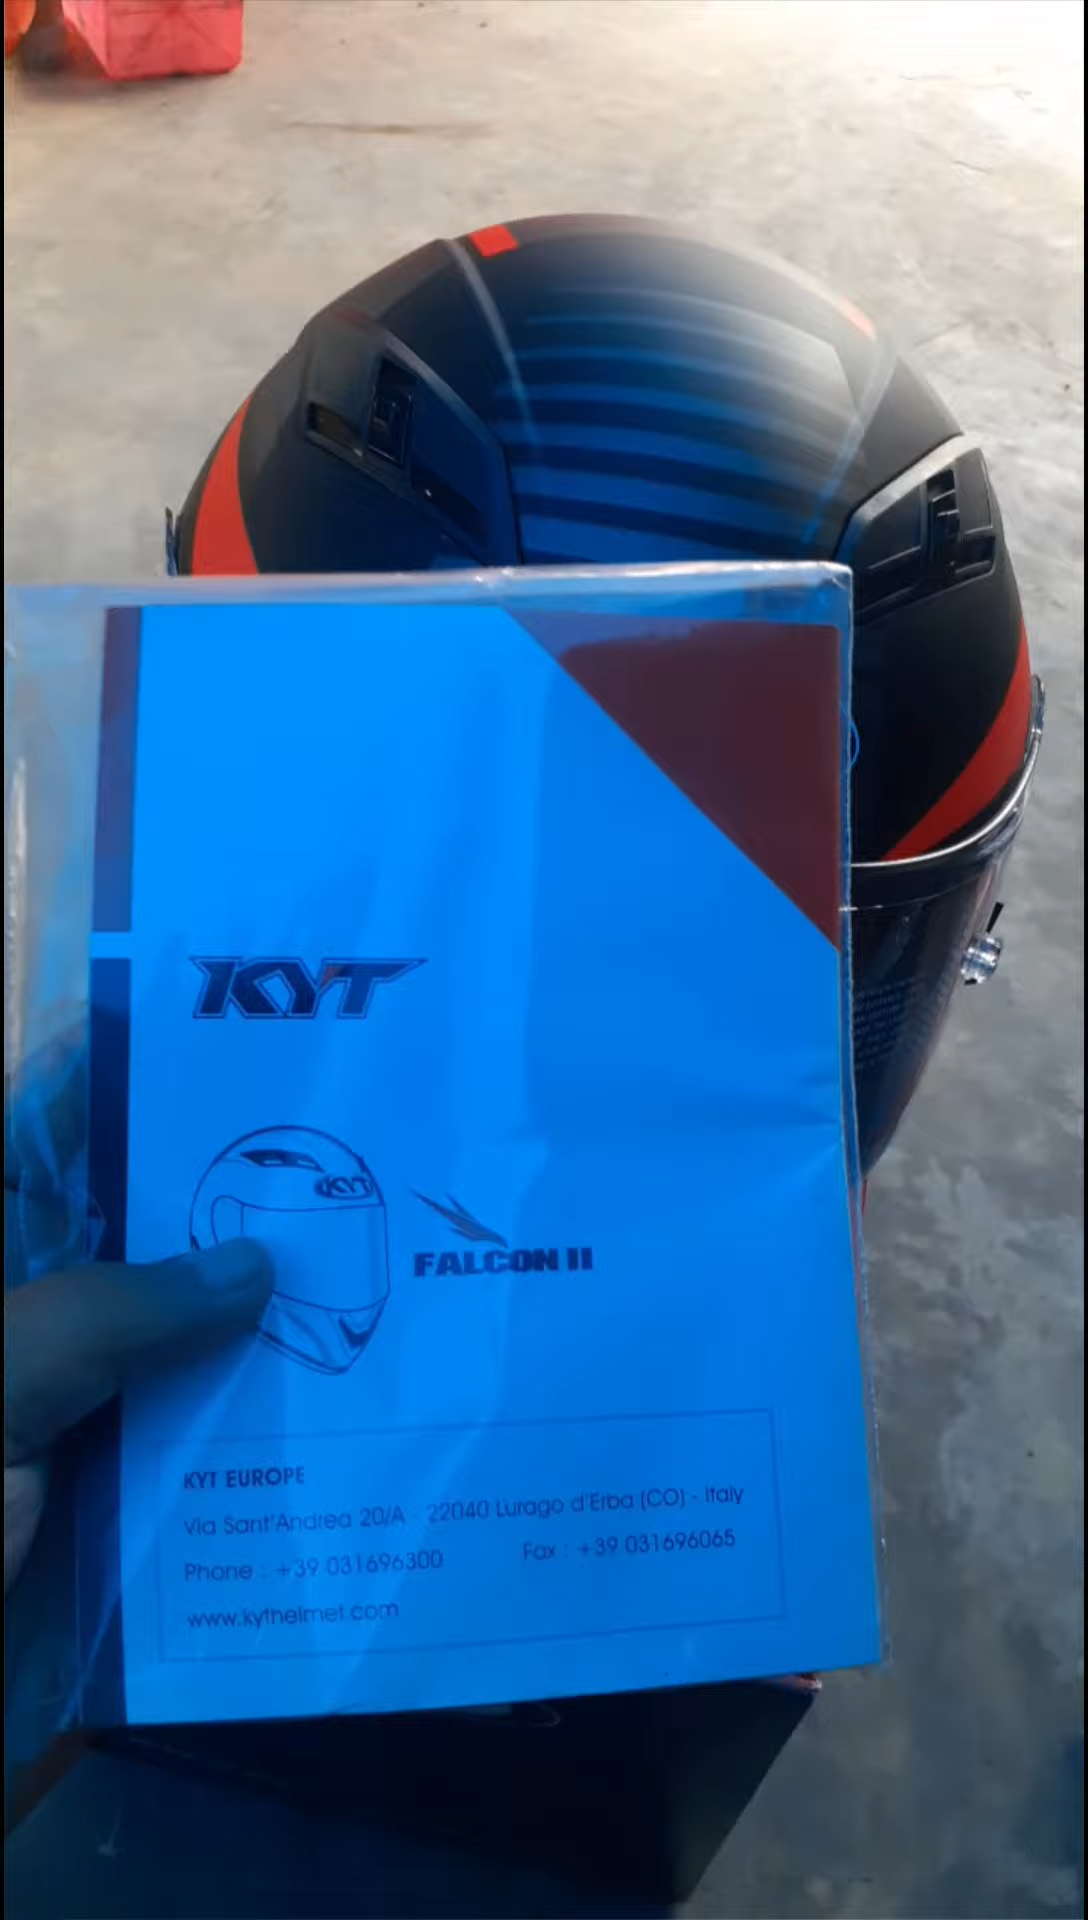 KYT
KYT
FALCON II
KYT EUROPE
Via Sant'Andrea 20/A - 22040 Lurago d'Erba (CO) - Italy
Phone : +39 031696300 Fax : +39 031696065
www.kythelmet.com